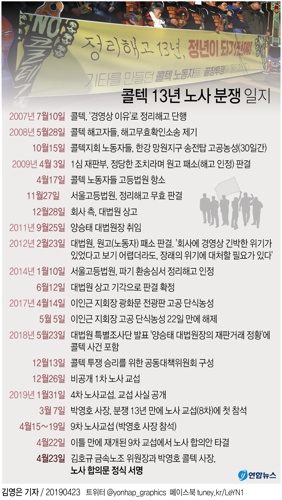 정리해고 13년,
정년이 되기전에!
기타를 만들던 콜텍 노동자들
콜텍 13년 노사 분쟁 일지
2007년 7월10일 콜텍, '경영상 이유'로 정리해고 단행
2008년 5월28일 콜텍 해고자들, 해고무효확인소송 제기
10월15일 콜텍지회 노동자들, 한강 망원지구 송전탑 고공농성(30일간)
2009년 4월 3일 1심 재판부, 정당한 조치라며 원고 패소(해고 인정) 판결
4월17일 콜텍 노동자들 고등법원 항소
11월27일 서울고등법원, 정리해고 무효 판결
12월28일 회사 측, 대법원 상고
2011년 9월25일 양승태 대법원장 취임
2012년 2월23일 대법원, 원고(노동자) 패소 판결. '회사에 경영상 긴박한 위기가
있었다고 보기 어렵더라도, 장래의 위기에 대처할 필요가 있다'
2014년 1월10일 서울고등법원, 파기 환송심서 정리해고 인정
6월12일 대법원 상고 기각으로 판결 확정
2017년 4월14일 이인근 지회장 광화문 전광판 고공 단식농성
5월 5일 이인근 지회장 고공 단식농성 22일 만에 해제
2018년 5월23일 대법원 특별조사단 발표 '양승태 대법원장의 재판거래 정황'에
콜텍 사건 포함
12월13일 콜텍 투쟁 승리를 위한 공동대책위원회 구성
12월26일 비공개 1차 노사 교섭
2019년 1월31일 4차 노사교섭, 교섭 사실 공개
3월 7일 박영호 사장, 분쟁 13년 만에 노사 교섭(8차)에 첫 참석
4월15~19일 9차 노사교섭(박영호 사장 참석)
4월22일 이틀 만에 재개된 9차 교섭에서 노사 합의안 타결
4월23일 김호규 금속노조 위원장과 박영호 콜텍 사장,
노사 합의문 정식 서명
연합뉴스
김영은 기자 / 20190423 트위터 @yonhap_graphics 페이스북 tuney.kr/LeYN1